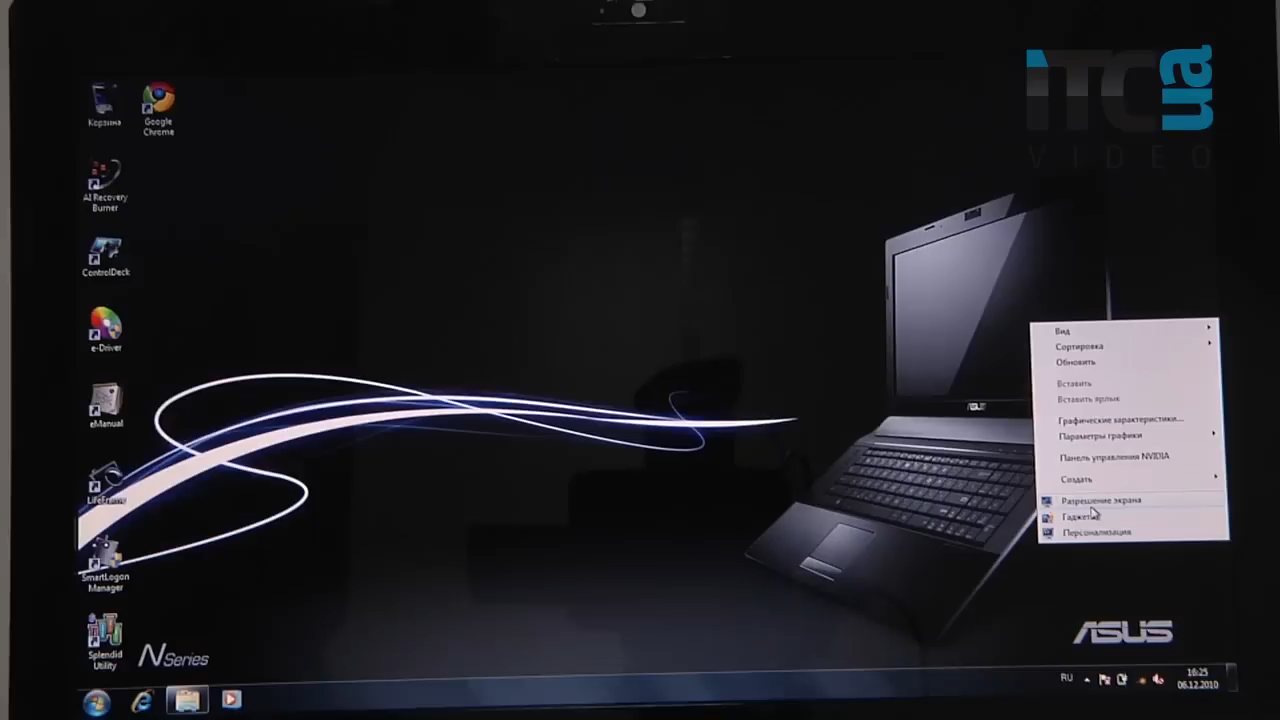 iTC ua
VIDEO
Корзина
Google
Chrome
AI Recovery
Burner
ControlDeck
e-Driver
eManual
LifeFrame
SmartLogon
Manager
Splendid
Utility
N Series
ASUS
Вид
Сортировка
Обновить
Вставить
Вставить ярлык
Графические характеристики...
Параметры графики
Панель управления NVIDIA
Создать
Разрешение экрана
Гаджеты
Персонализация
ASUS
RU
16:25
06.12.2010